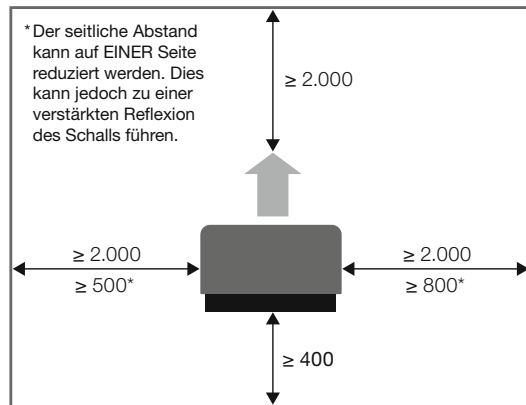 * Der seitliche Abstand
kann auf EINER Seite
reduziert werden. Dies
kann jedoch zu einer
verstärkten Reflexion
des Schalls führen.
≥ 2.000
≥ 2.000
≥ 500*
≥ 2.000
≥ 800*
≥ 400